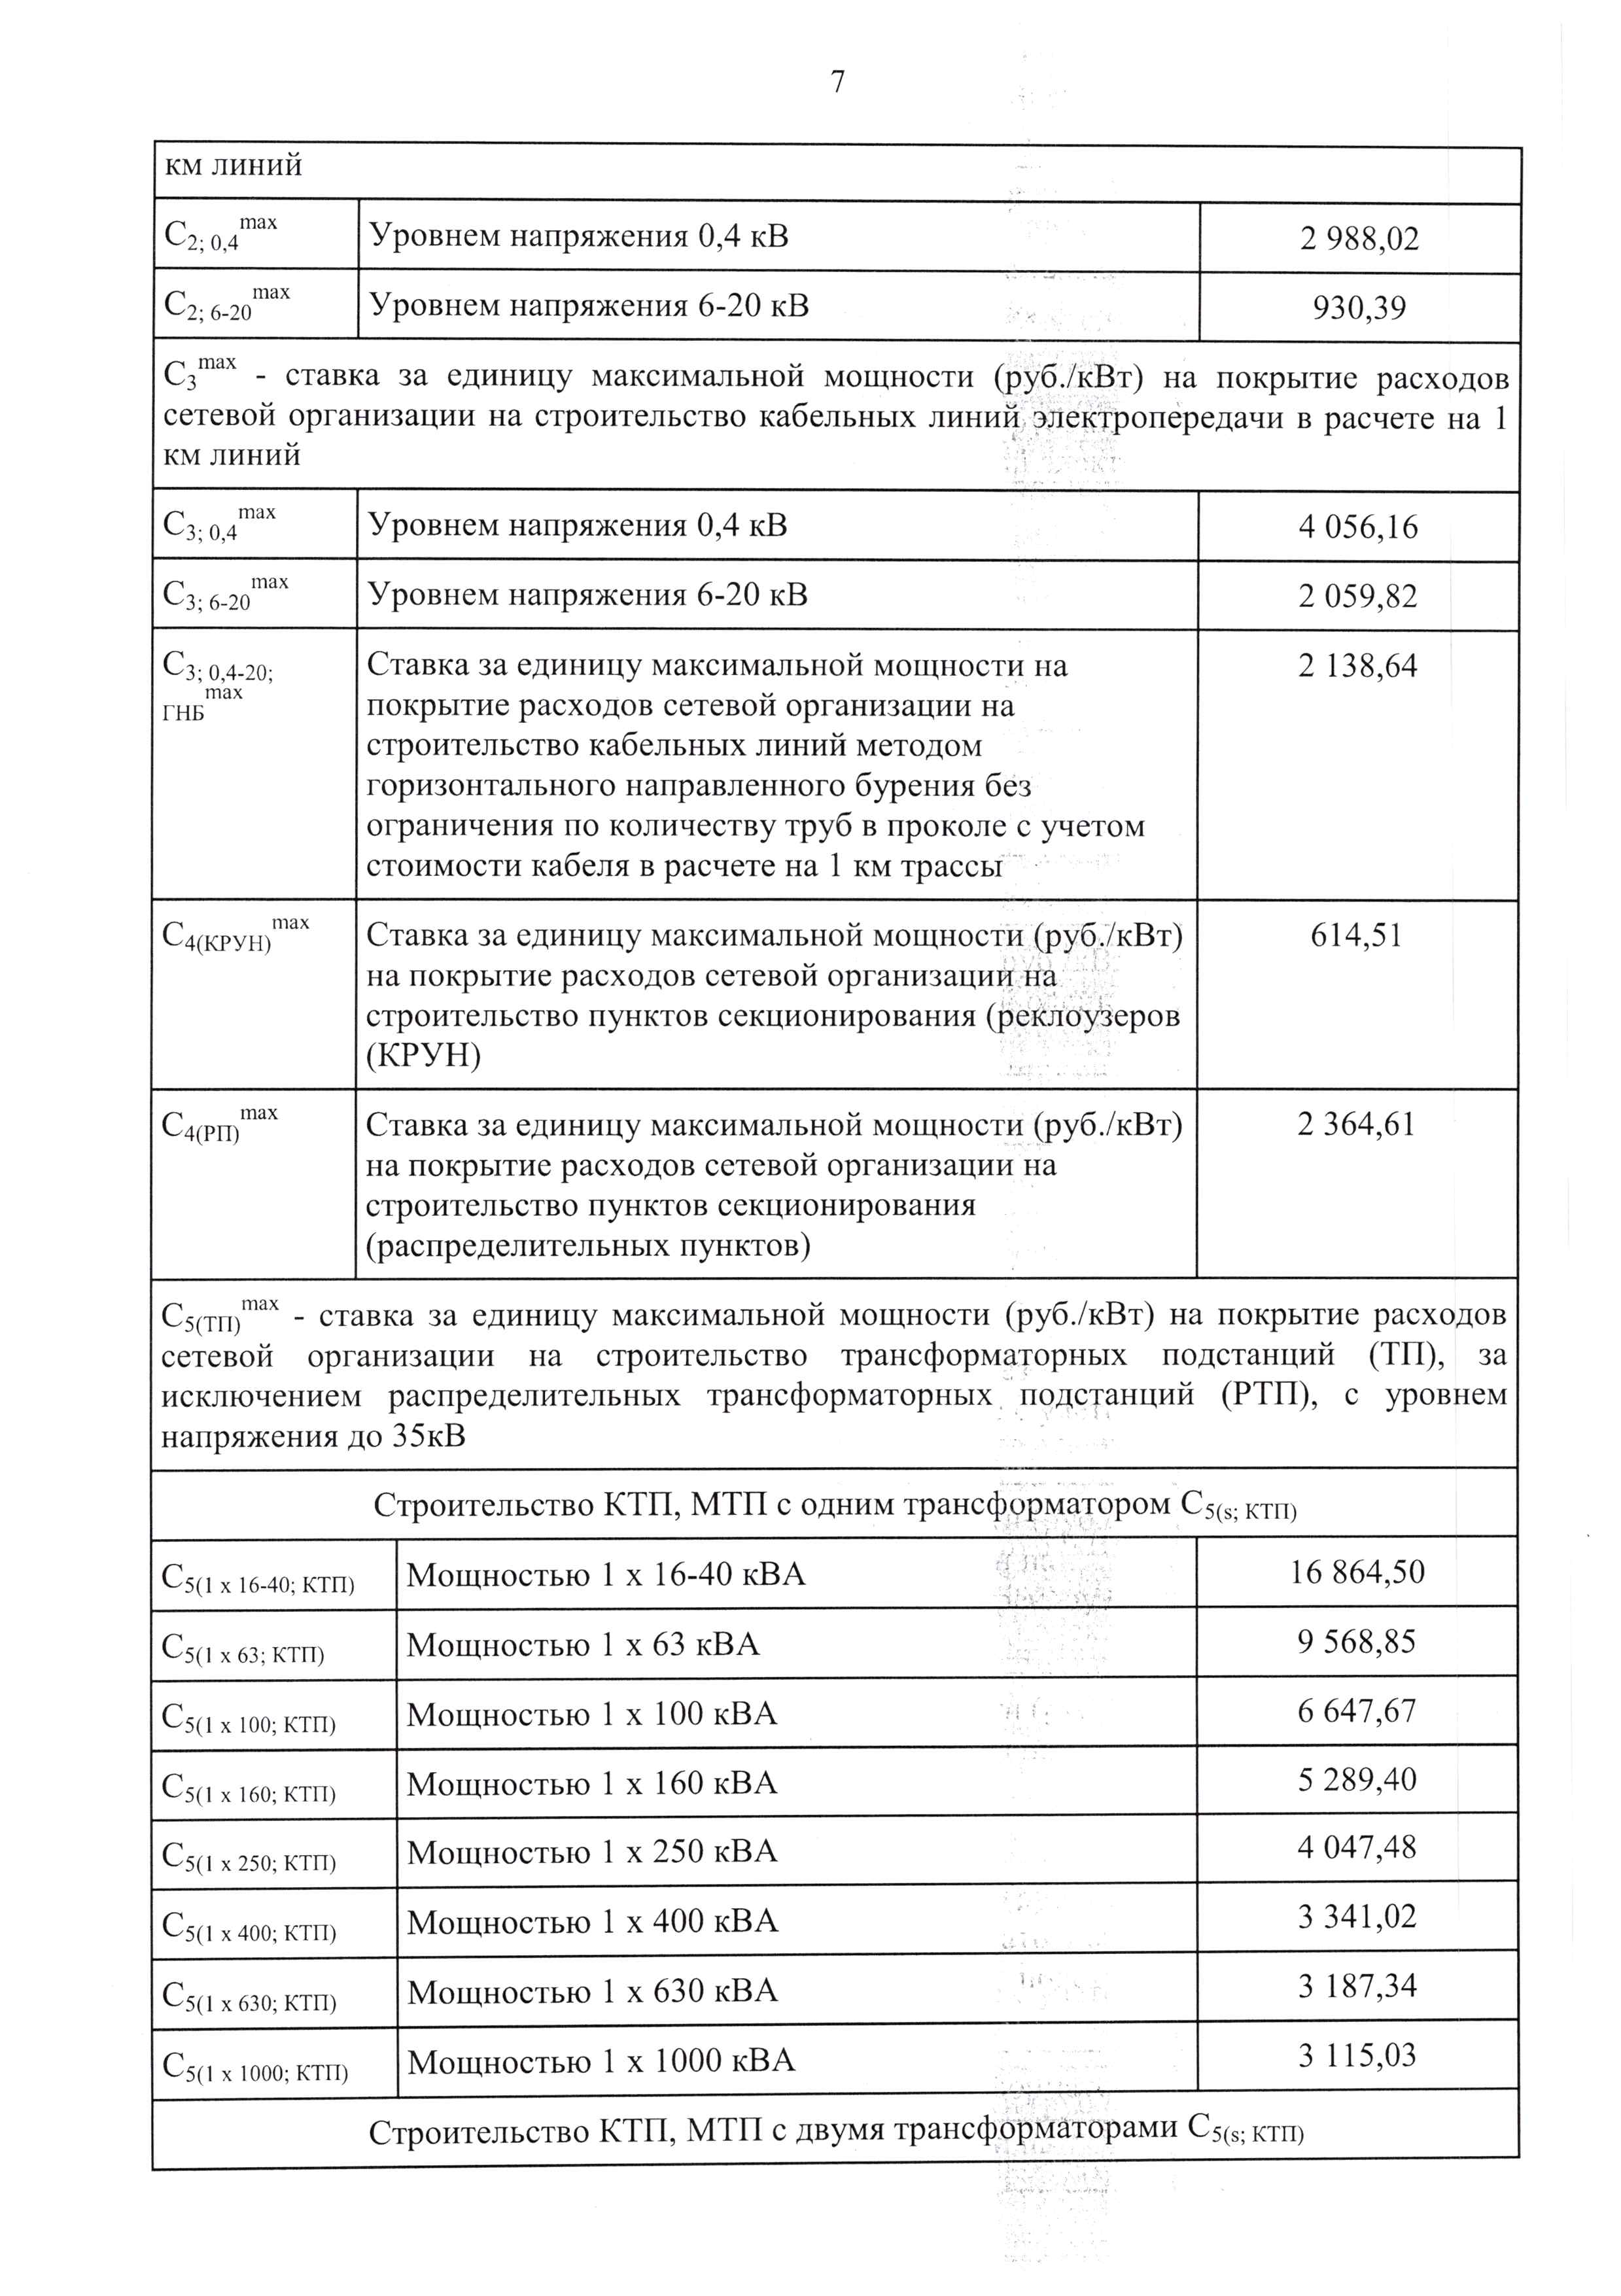 7
км линий
C2; 0,4 max Уровнем напряжения 0,4 кВ 2 988,02
C2; 6-20 max Уровнем напряжения 6-20 кВ 930,39
C3 max - ставка за единицу максимальной мощности (руб./кВт) на покрытие расходов
сетевой организации на строительство кабельных линий электропередачи в расчете на 1
км линий
C3; 0,4 max Уровнем напряжения 0,4 кВ 4 056,16
C3; 6-20 max Уровнем напряжения 6-20 кВ 2 059,82
C3; 0,4-20; Ставка за единицу максимальной мощности на 2 138,64
ГНБ max покрытие расходов сетевой организации на
строительство кабельных линий методом
горизонтального направленного бурения без
ограничения по количеству труб в проколе с учетом
стоимости кабеля в расчете на 1 км трассы
C4(КРУН) max Ставка за единицу максимальной мощности (руб./кВт) 614,51
на покрытие расходов сетевой организации на
строительство пунктов секционирования (реклоузеров
(КРУН)
C4(РП) max Ставка за единицу максимальной мощности (руб./кВт) 2 364,61
на покрытие расходов сетевой организации на
строительство пунктов секционирования
(распределительных пунктов)
C5(ТП) max - ставка за единицу максимальной мощности (руб./кВт) на покрытие расходов
сетевой организации на строительство трансформаторных подстанций (ТП), за
исключением распределительных трансформаторных подстанций (РТП), с уровнем
напряжения до 35кВ
Строительство КТП, МТП с одним трансформатором C5(s; КТП)
C5(1 х 16-40; КТП) Мощностью 1 х 16-40 кВА 16 864,50
C5(1 х 63; КТП) Мощностью 1 х 63 кВА 9 568,85
C5(1 х 100; КТП) Мощностью 1 х 100 кВА 6 647,67
C5(1 х 160; КТП) Мощностью 1 х 160 кВА 5 289,40
C5(1 х 250; КТП) Мощностью 1 х 250 кВА 4 047,48
C5(1 х 400; КТП) Мощностью 1 х 400 кВА 3 341,02
C5(1 х 630; КТП) Мощностью 1 х 630 кВА 3 187,34
C5(1 х 1000; КТП) Мощностью 1 х 1000 кВА 3 115,03
Строительство КТП, МТП с двумя трансформаторами C5(s; КТП)